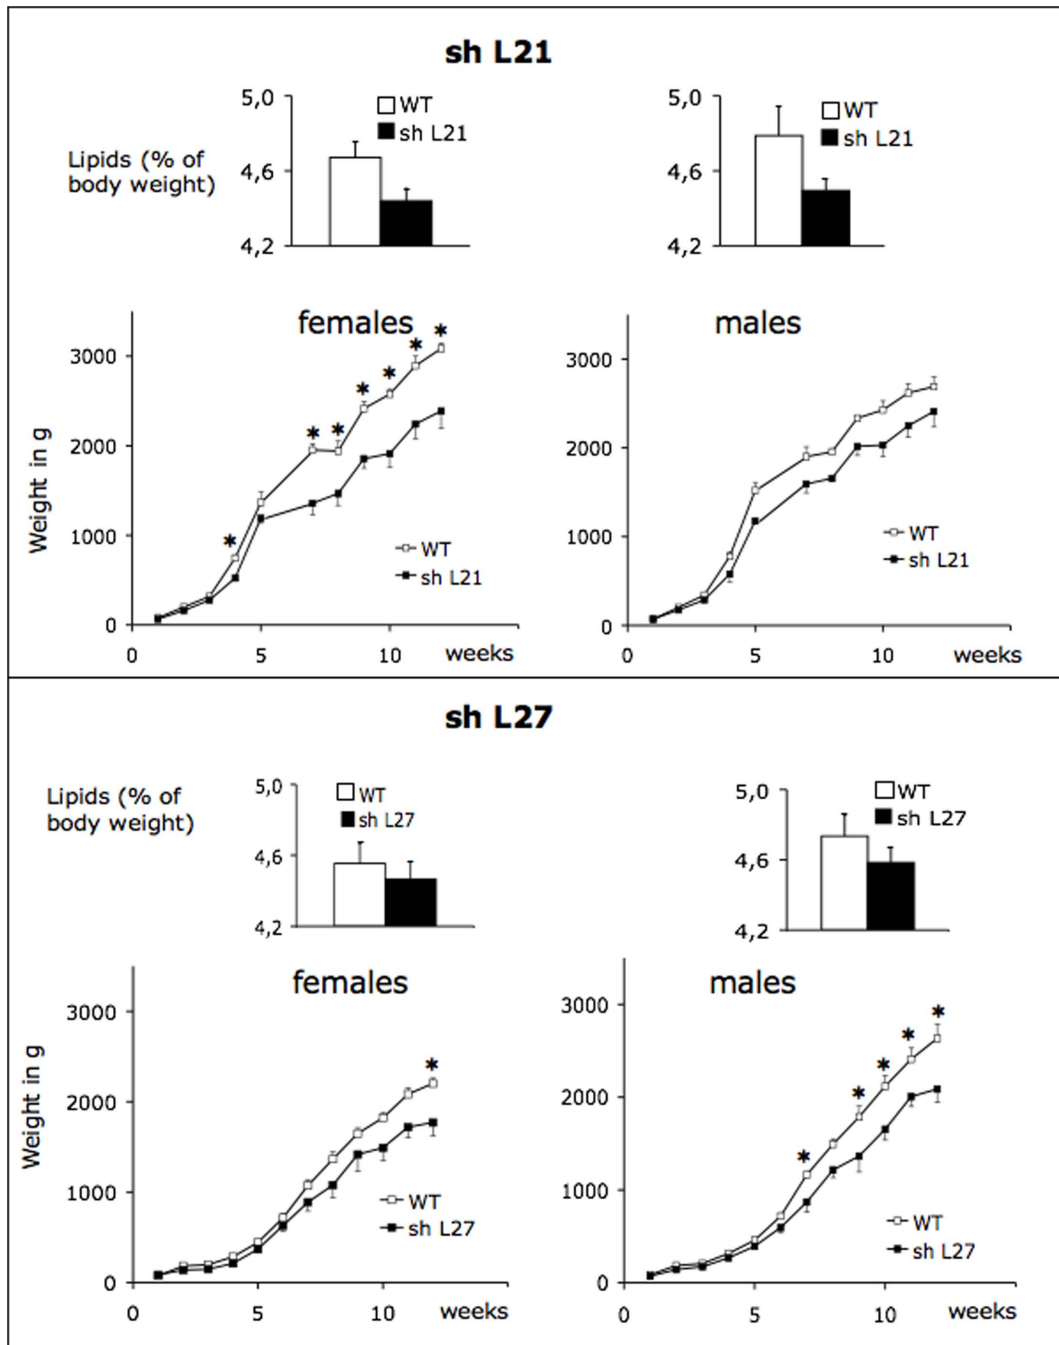 sh L21
Lipids (% of
body weight)
5,0
4,6
4,2
WT
sh L21
5,0
4,6
4,2
WT
sh L21
females
Weight in g
3000
2000
1000
0
* * * * * * *
WT
sh L21
0 5 10 weeks
males
3000
2000
1000
0
WT
sh L21
0 5 10 weeks
sh L27
Lipids (% of
body weight)
5,0
4,6
4,2
WT
sh L27
5,0
4,6
4,2
WT
sh L27
females
Weight in g
3000
2000
1000
0
*
WT
sh L27
0 5 10 weeks
males
3000
2000
1000
0
* * * * *
WT
sh L27
0 5 10 weeks